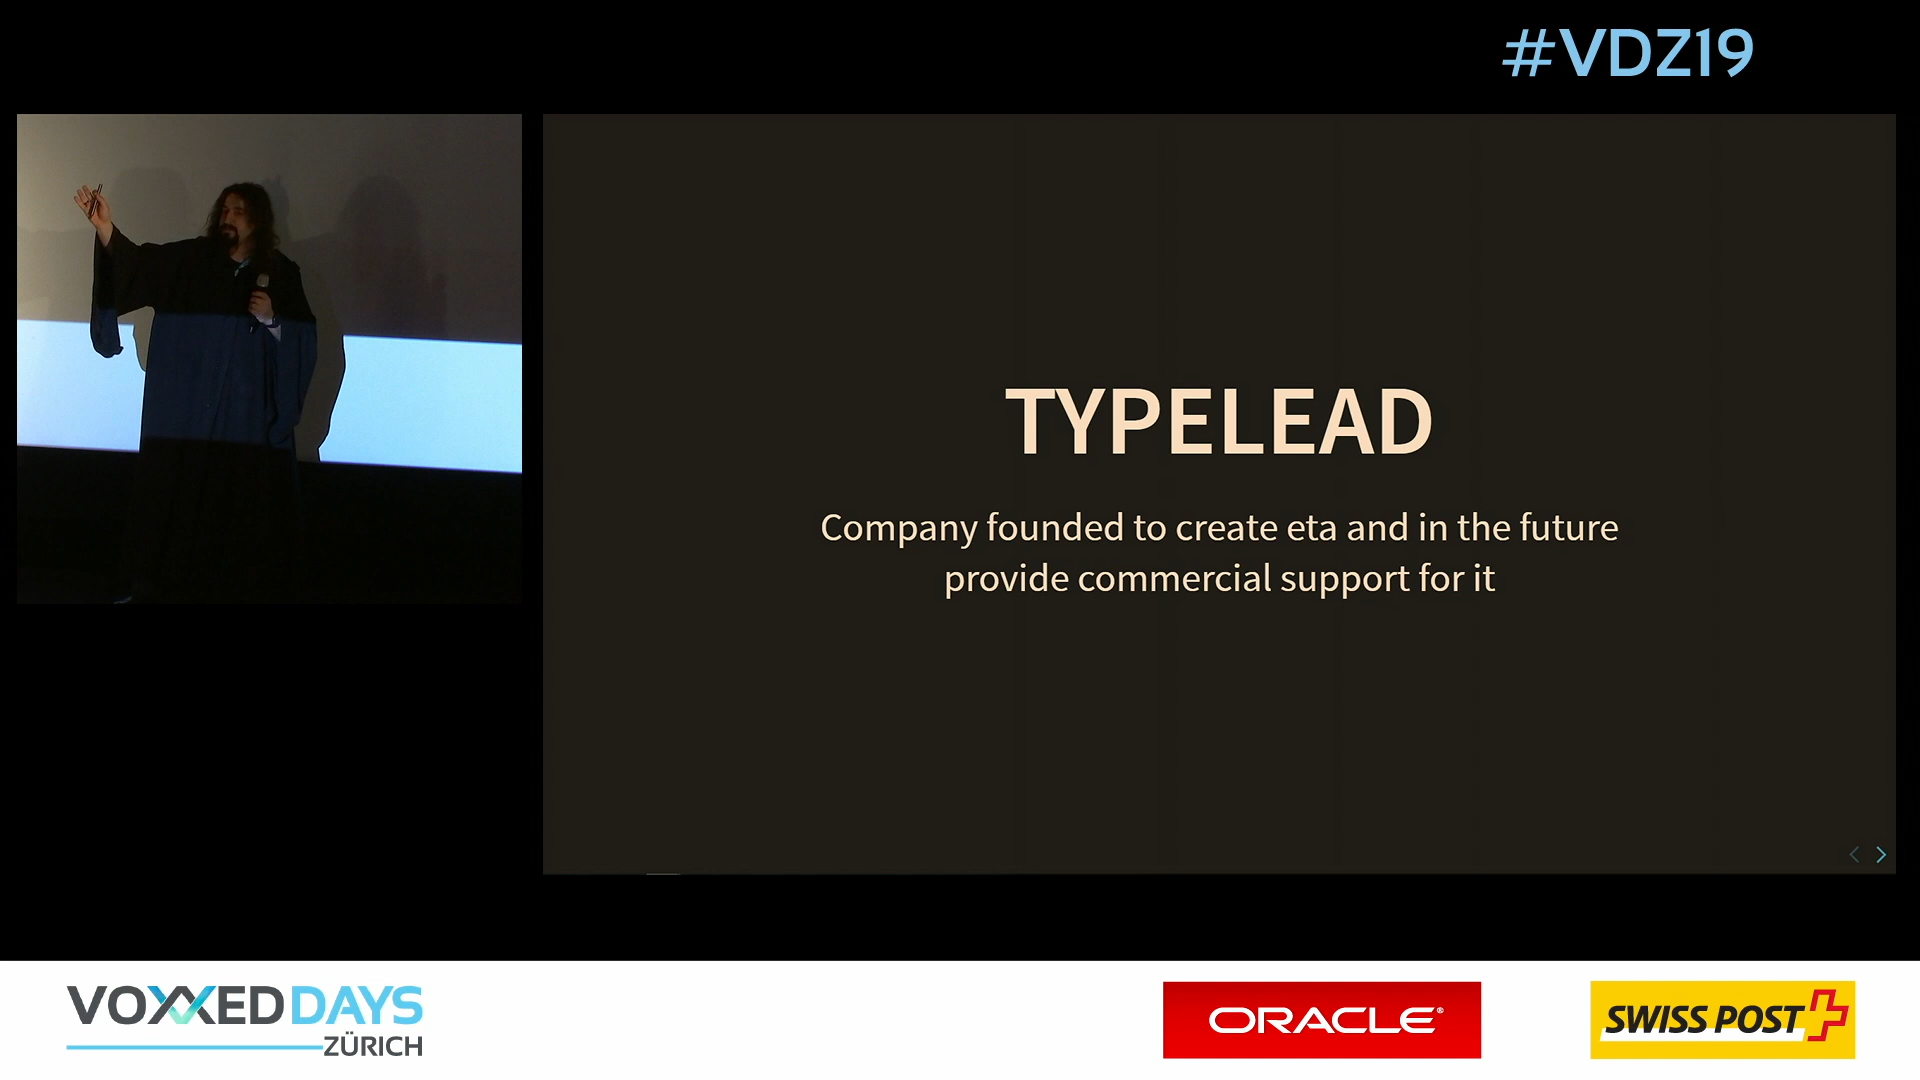 #VDZ19
TYPELEAD
Company founded to create eta and in the future
provide commercial support for it
VOXXED DAYS
ZÜRICH
ORACLE®
SWISS POST